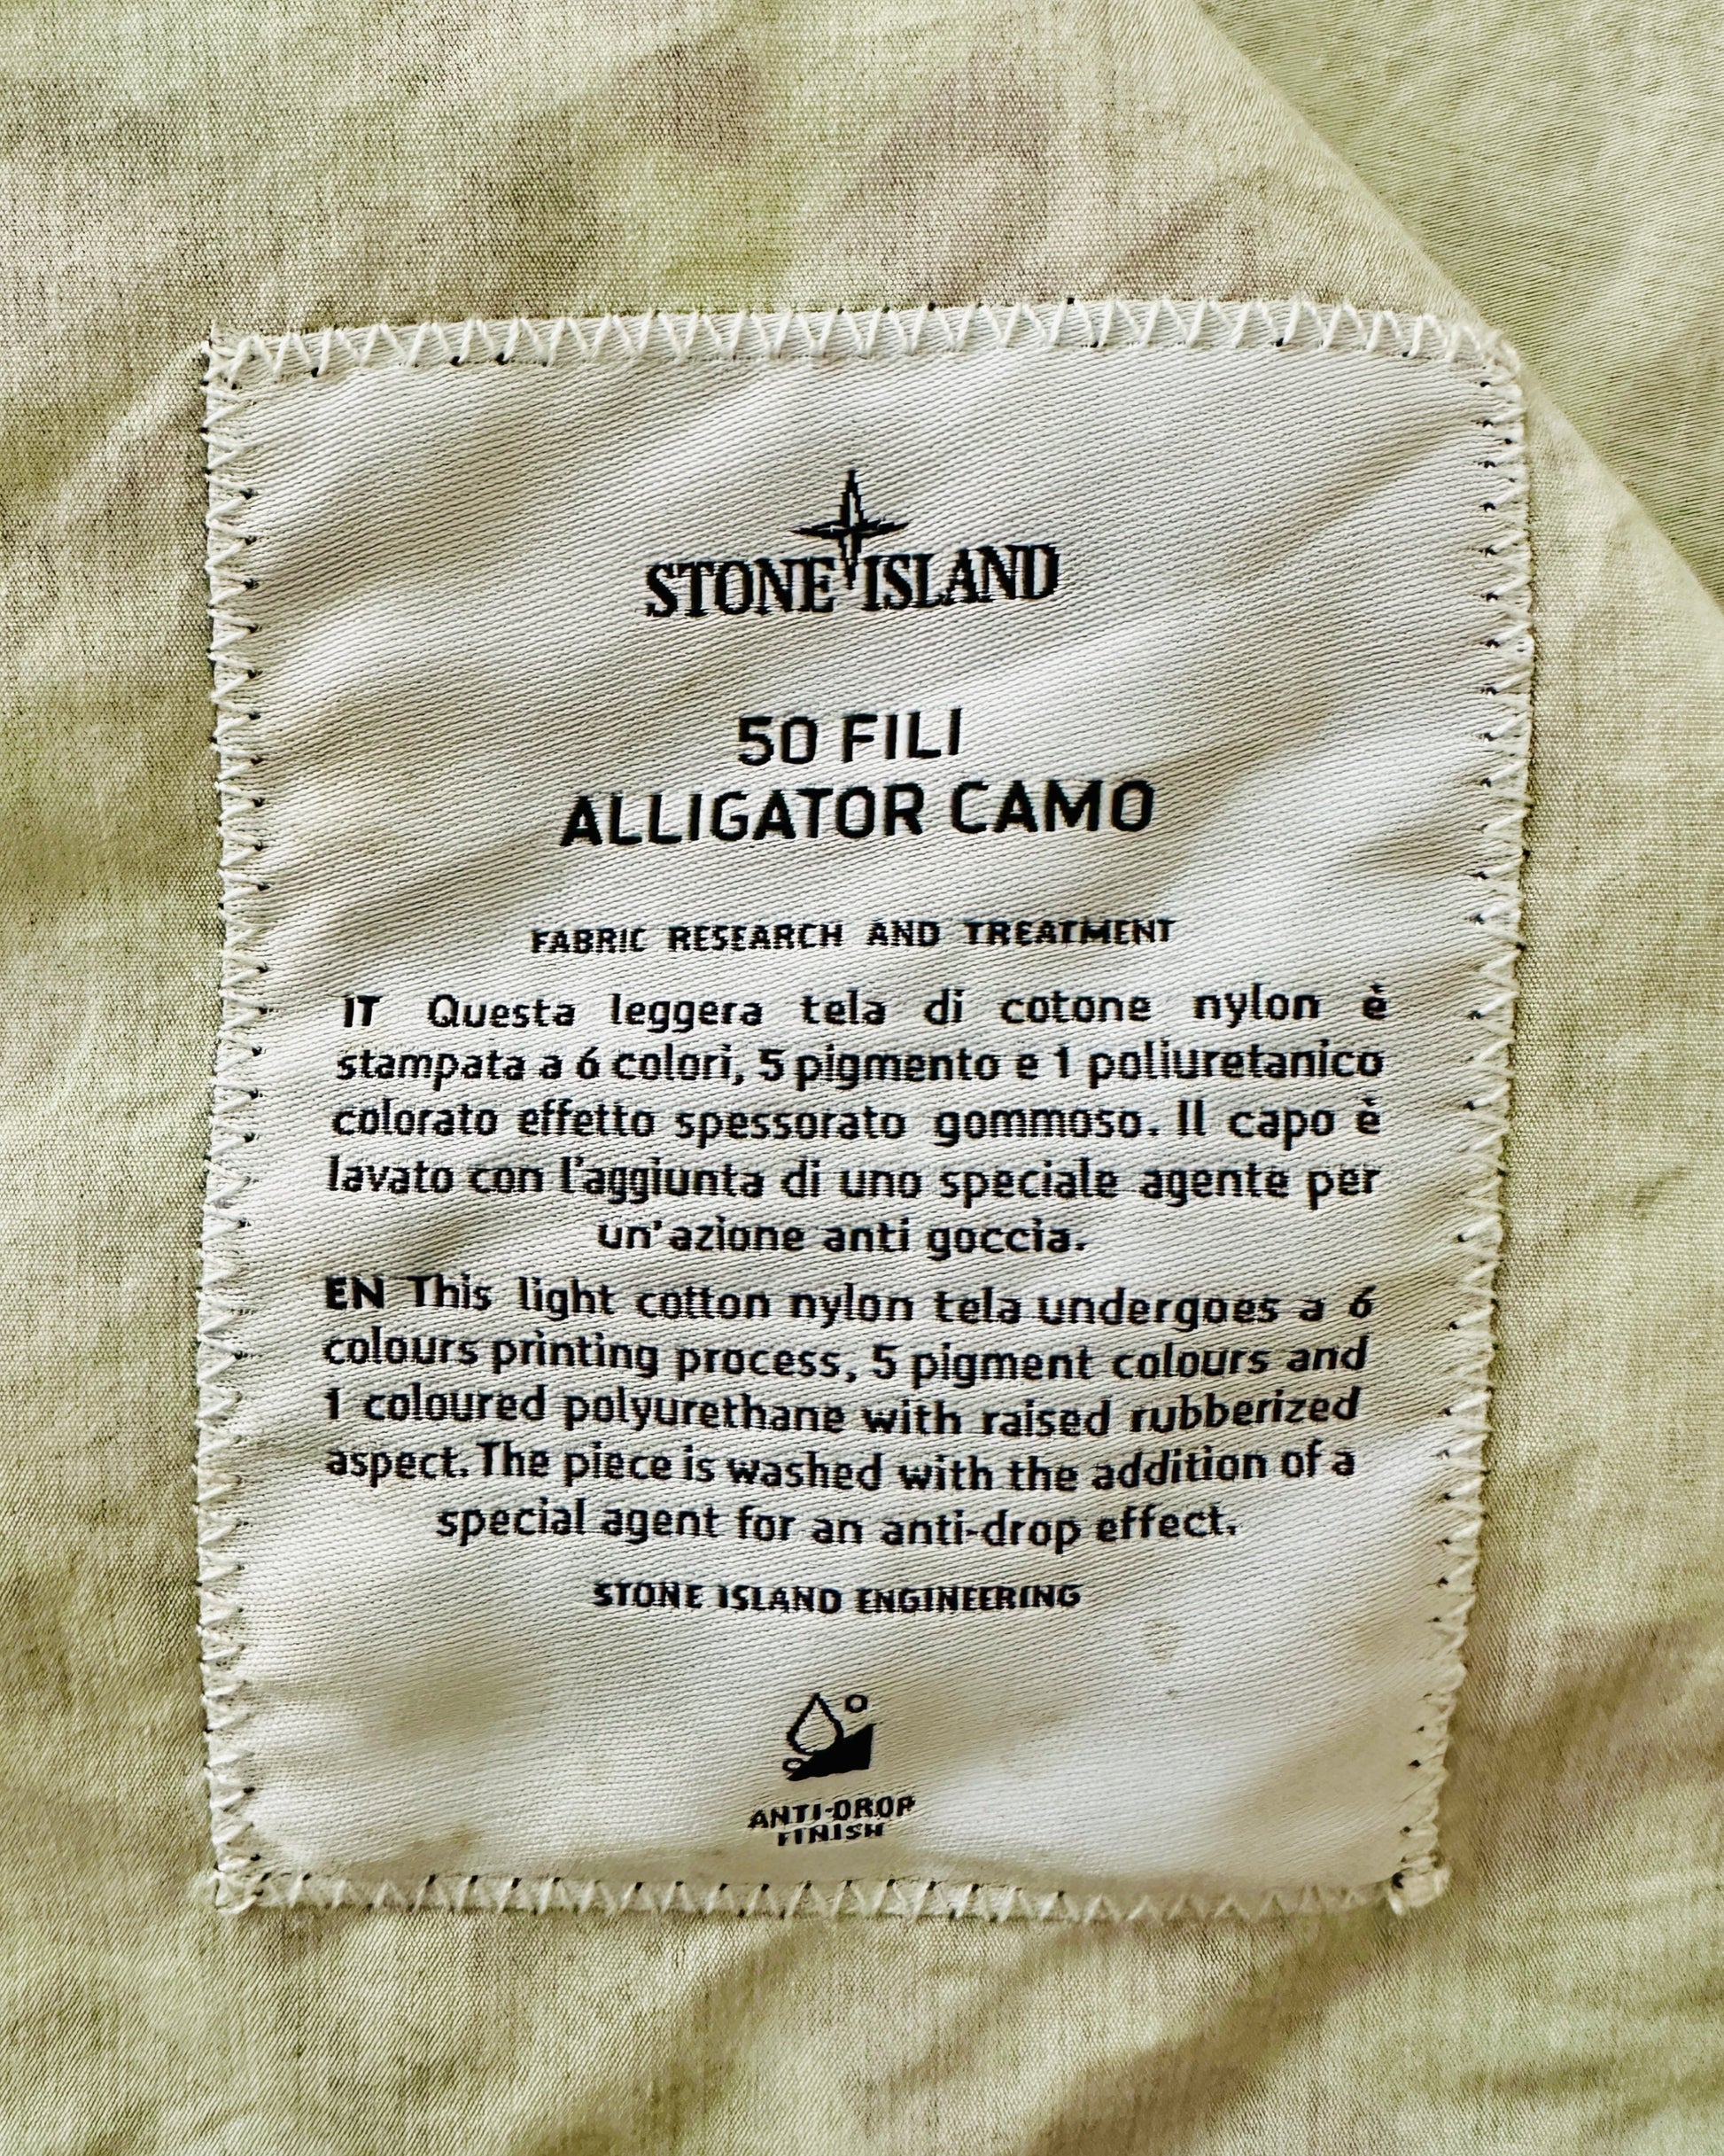 STONE ISLAND
50 FILI
ALLIGATOR CAMO
FABRIC RESEARCH AND TREATMENT
IT Questa leggera tela di cotone nylon è
stampata a 6 colori, 5 pigmento e 1 poliuretanico
colorato effetto spessorato gommoso. Il capo è
lavato con l'aggiunta di uno speciale agente per
un'azione anti goccia.
EN This light cotton nylon tela undergoes a 6
colours printing process, 5 pigment colours and
1 coloured polyurethane with raised rubberized
aspect. The piece is washed with the addition of a
special agent for an anti-drop effect.
STONE ISLAND ENGINEERING
ANTI-DROP
FINISH